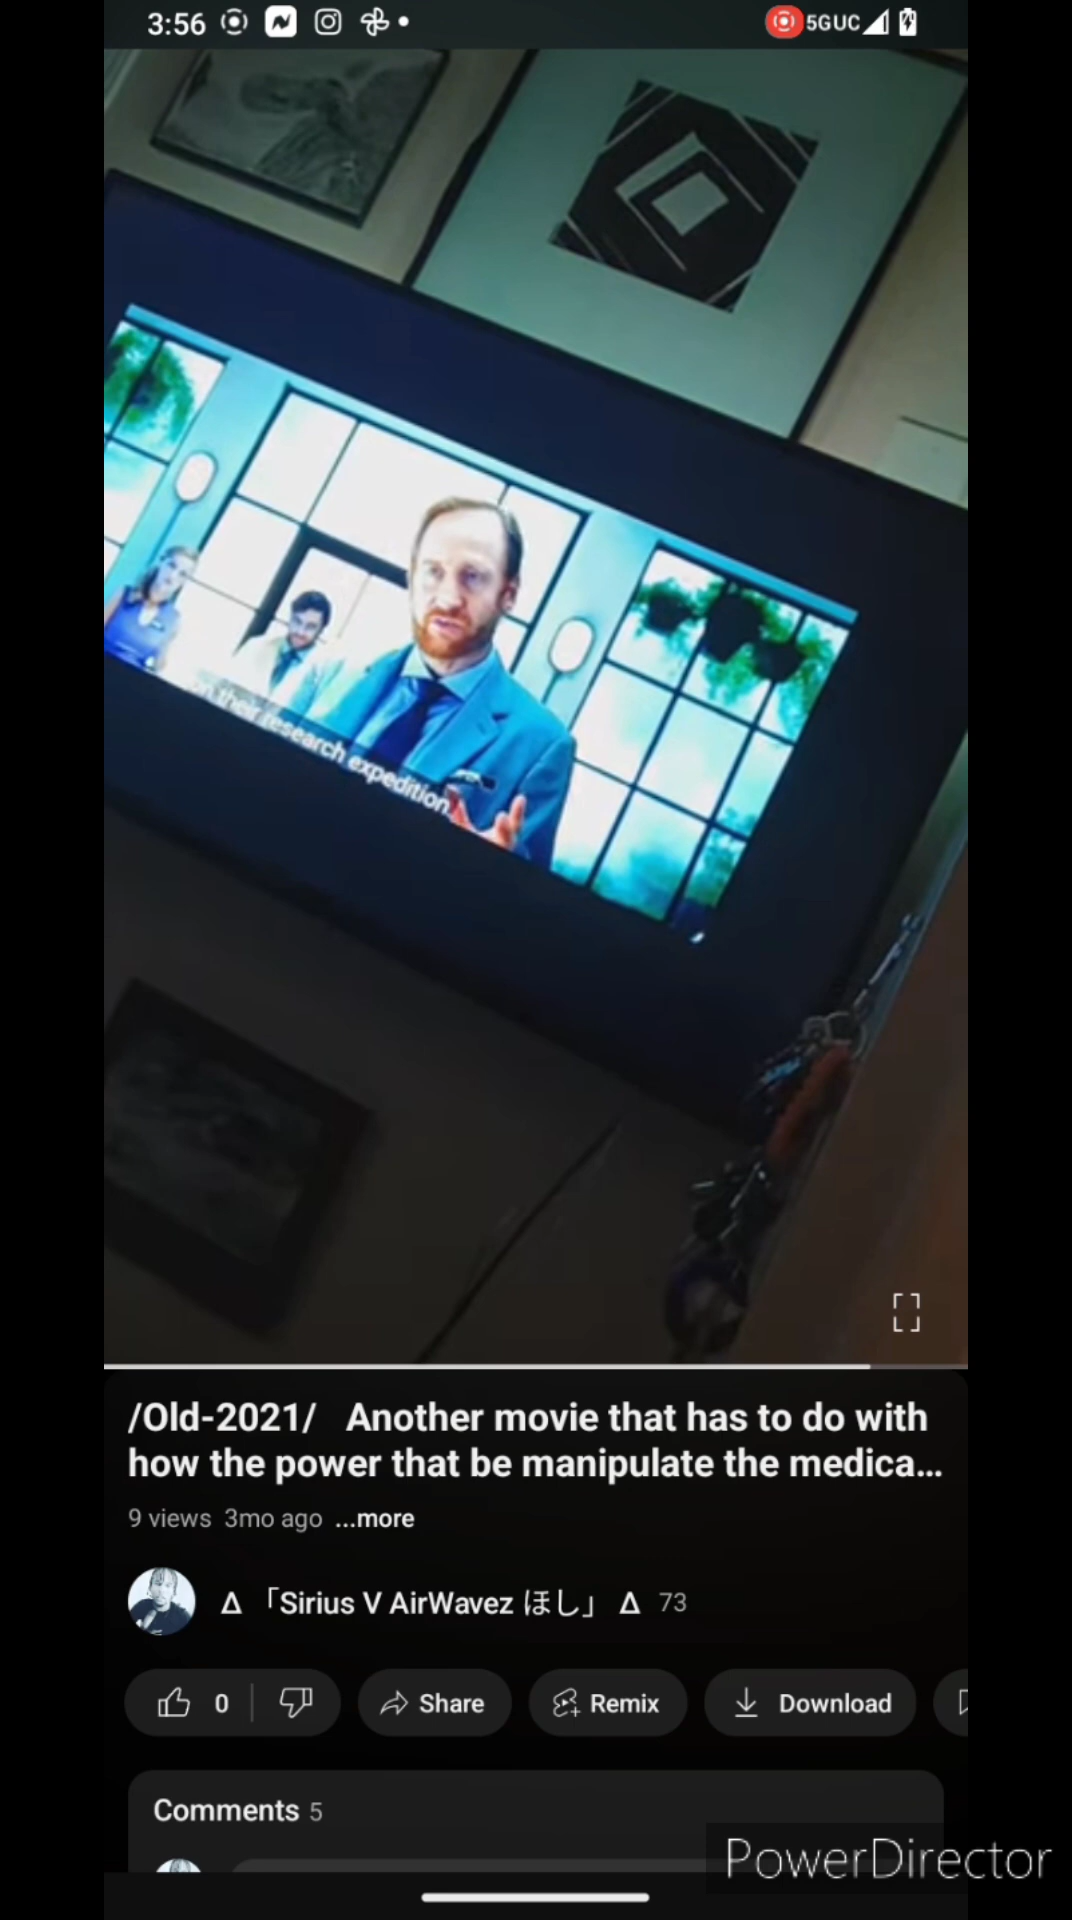 3:56
5GUC
on their research expedition
/Old-2021/ Another movie that has to do with
how the power that be manipulate the medica...
9 views 3mo ago ...more
Δ 「Sirius V AirWavez ほし」 Δ 73
0 Share Remix Download
Comments 5
PowerDirector